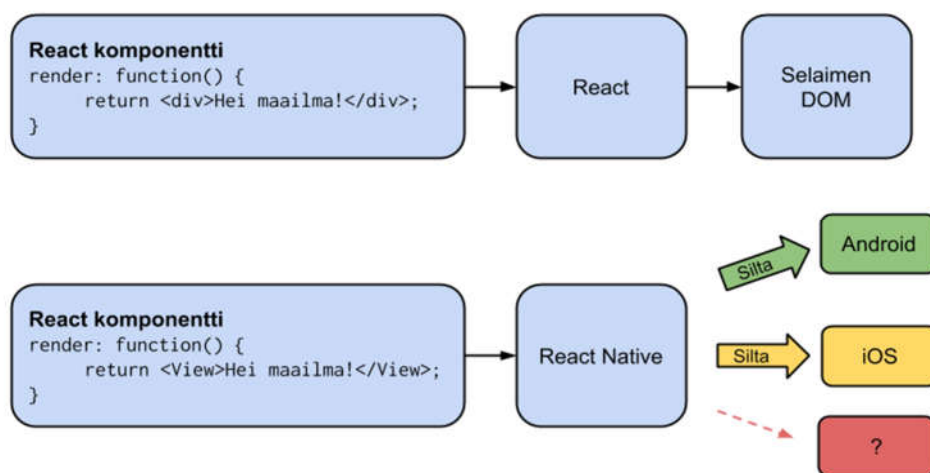 React komponentti
render: function() {
return <div>Hei maailma!</div>;
}
React
Selaimen
DOM
React komponentti
render: function() {
return <View>Hei maailma!</View>;
}
React Native
Silta
Android
Silta
iOS
?